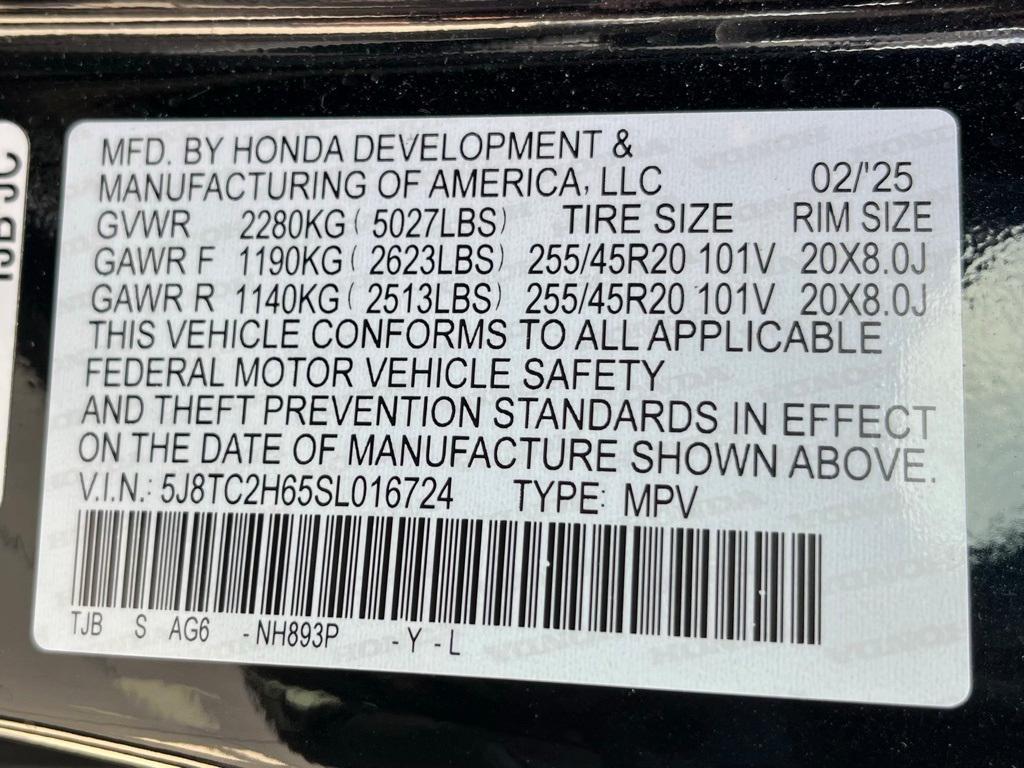 MFD. BY HONDA DEVELOPMENT &
MANUFACTURING OF AMERICA, LLC 02/'25
GVWR 2280KG ( 5027LBS) TIRE SIZE RIM SIZE
GAWR F 1190KG ( 2623LBS) 255/45R20 101V 20X8.0J
GAWR R 1140KG ( 2513LBS) 255/45R20 101V 20X8.0J
THIS VEHICLE CONFORMS TO ALL APPLICABLE
FEDERAL MOTOR VEHICLE SAFETY
AND THEFT PREVENTION STANDARDS IN EFFECT
ON THE DATE OF MANUFACTURE SHOWN ABOVE.
V.I.N.: 5J8TC2H65SL016724 TYPE: MPV
TJB S AG6 -NH893P -Y-L